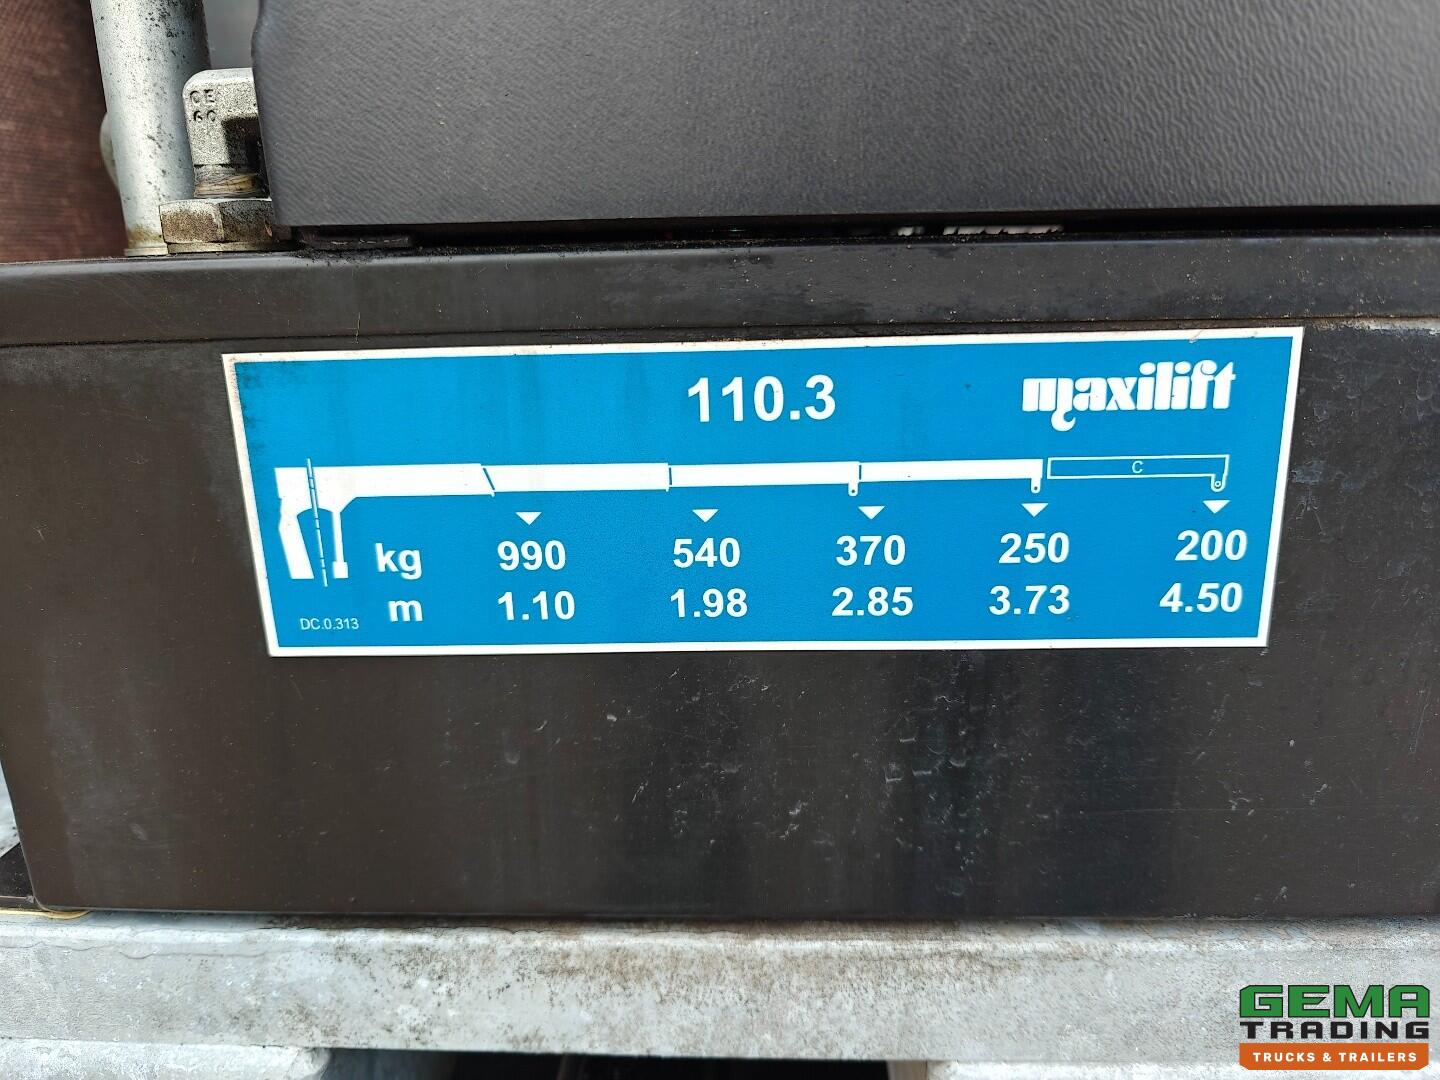 CE
60
110.3
maxilift
C
kg 990 540 370 250 200
m 1.10 1.98 2.85 3.73 4.50
DC.0.313
GEMA
TRADING
TRUCKS & TRAILERS